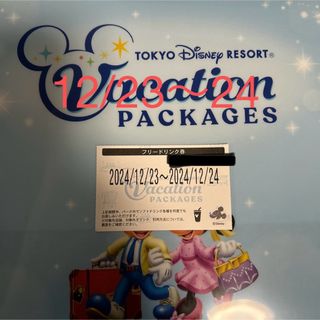 TOKYO Disney RESORT®
12/23〜24
Vacation
PACKAGES
フリードリンク券
2024/12/23〜2024/12/24
Vacation
PACKAGES
©Disney